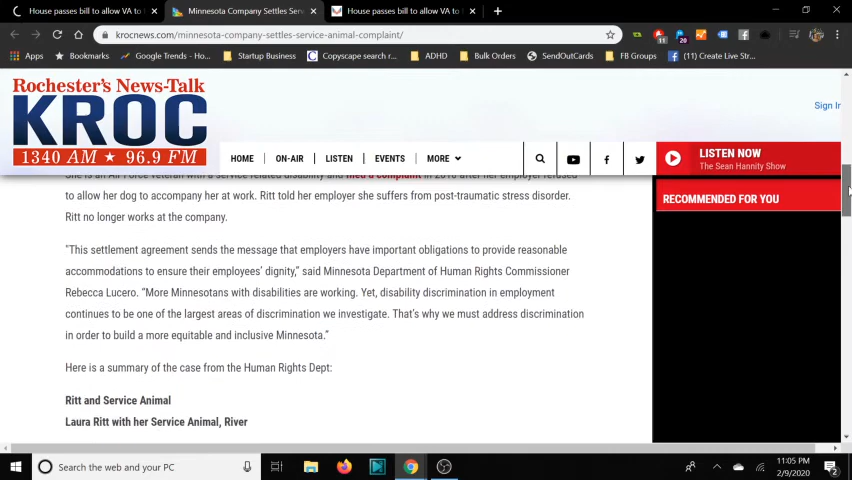 House passes bill to allow VA to
Minnesota Company Settles Serv
House passes bill to allow VA to
krocnews.com/minnesota-company-settles-service-animal-complaint/
11
20
Apps
Bookmarks
Google Trends - Ho...
Startup Business
Copyscape search r...
ADHD
Bulk Orders
SendOutCards
FB Groups
(11) Create Live Str...
Rochester's News-Talk
KROC
1340 AM ★ 96.9 FM
Sign In
HOME
ON-AIR
LISTEN
EVENTS
MORE
LISTEN NOW
The Sean Hannity Show
RECOMMENDED FOR YOU
She is an Air Force veteran with a service related disability and filed a complaint in 2016 after her employer refused
to allow her dog to accompany her at work. Ritt told her employer she suffers from post-traumatic stress disorder.
Ritt no longer works at the company.
"This settlement agreement sends the message that employers have important obligations to provide reasonable
accommodations to ensure their employees' dignity," said Minnesota Department of Human Rights Commissioner
Rebecca Lucero. “More Minnesotans with disabilities are working. Yet, disability discrimination in employment
continues to be one of the largest areas of discrimination we investigate. That’s why we must address discrimination
in order to build a more equitable and inclusive Minnesota.”
Here is a summary of the case from the Human Rights Dept:
Ritt and Service Animal
Laura Ritt with her Service Animal, River
Search the web and your PC
11:05 PM
2/9/2020
2